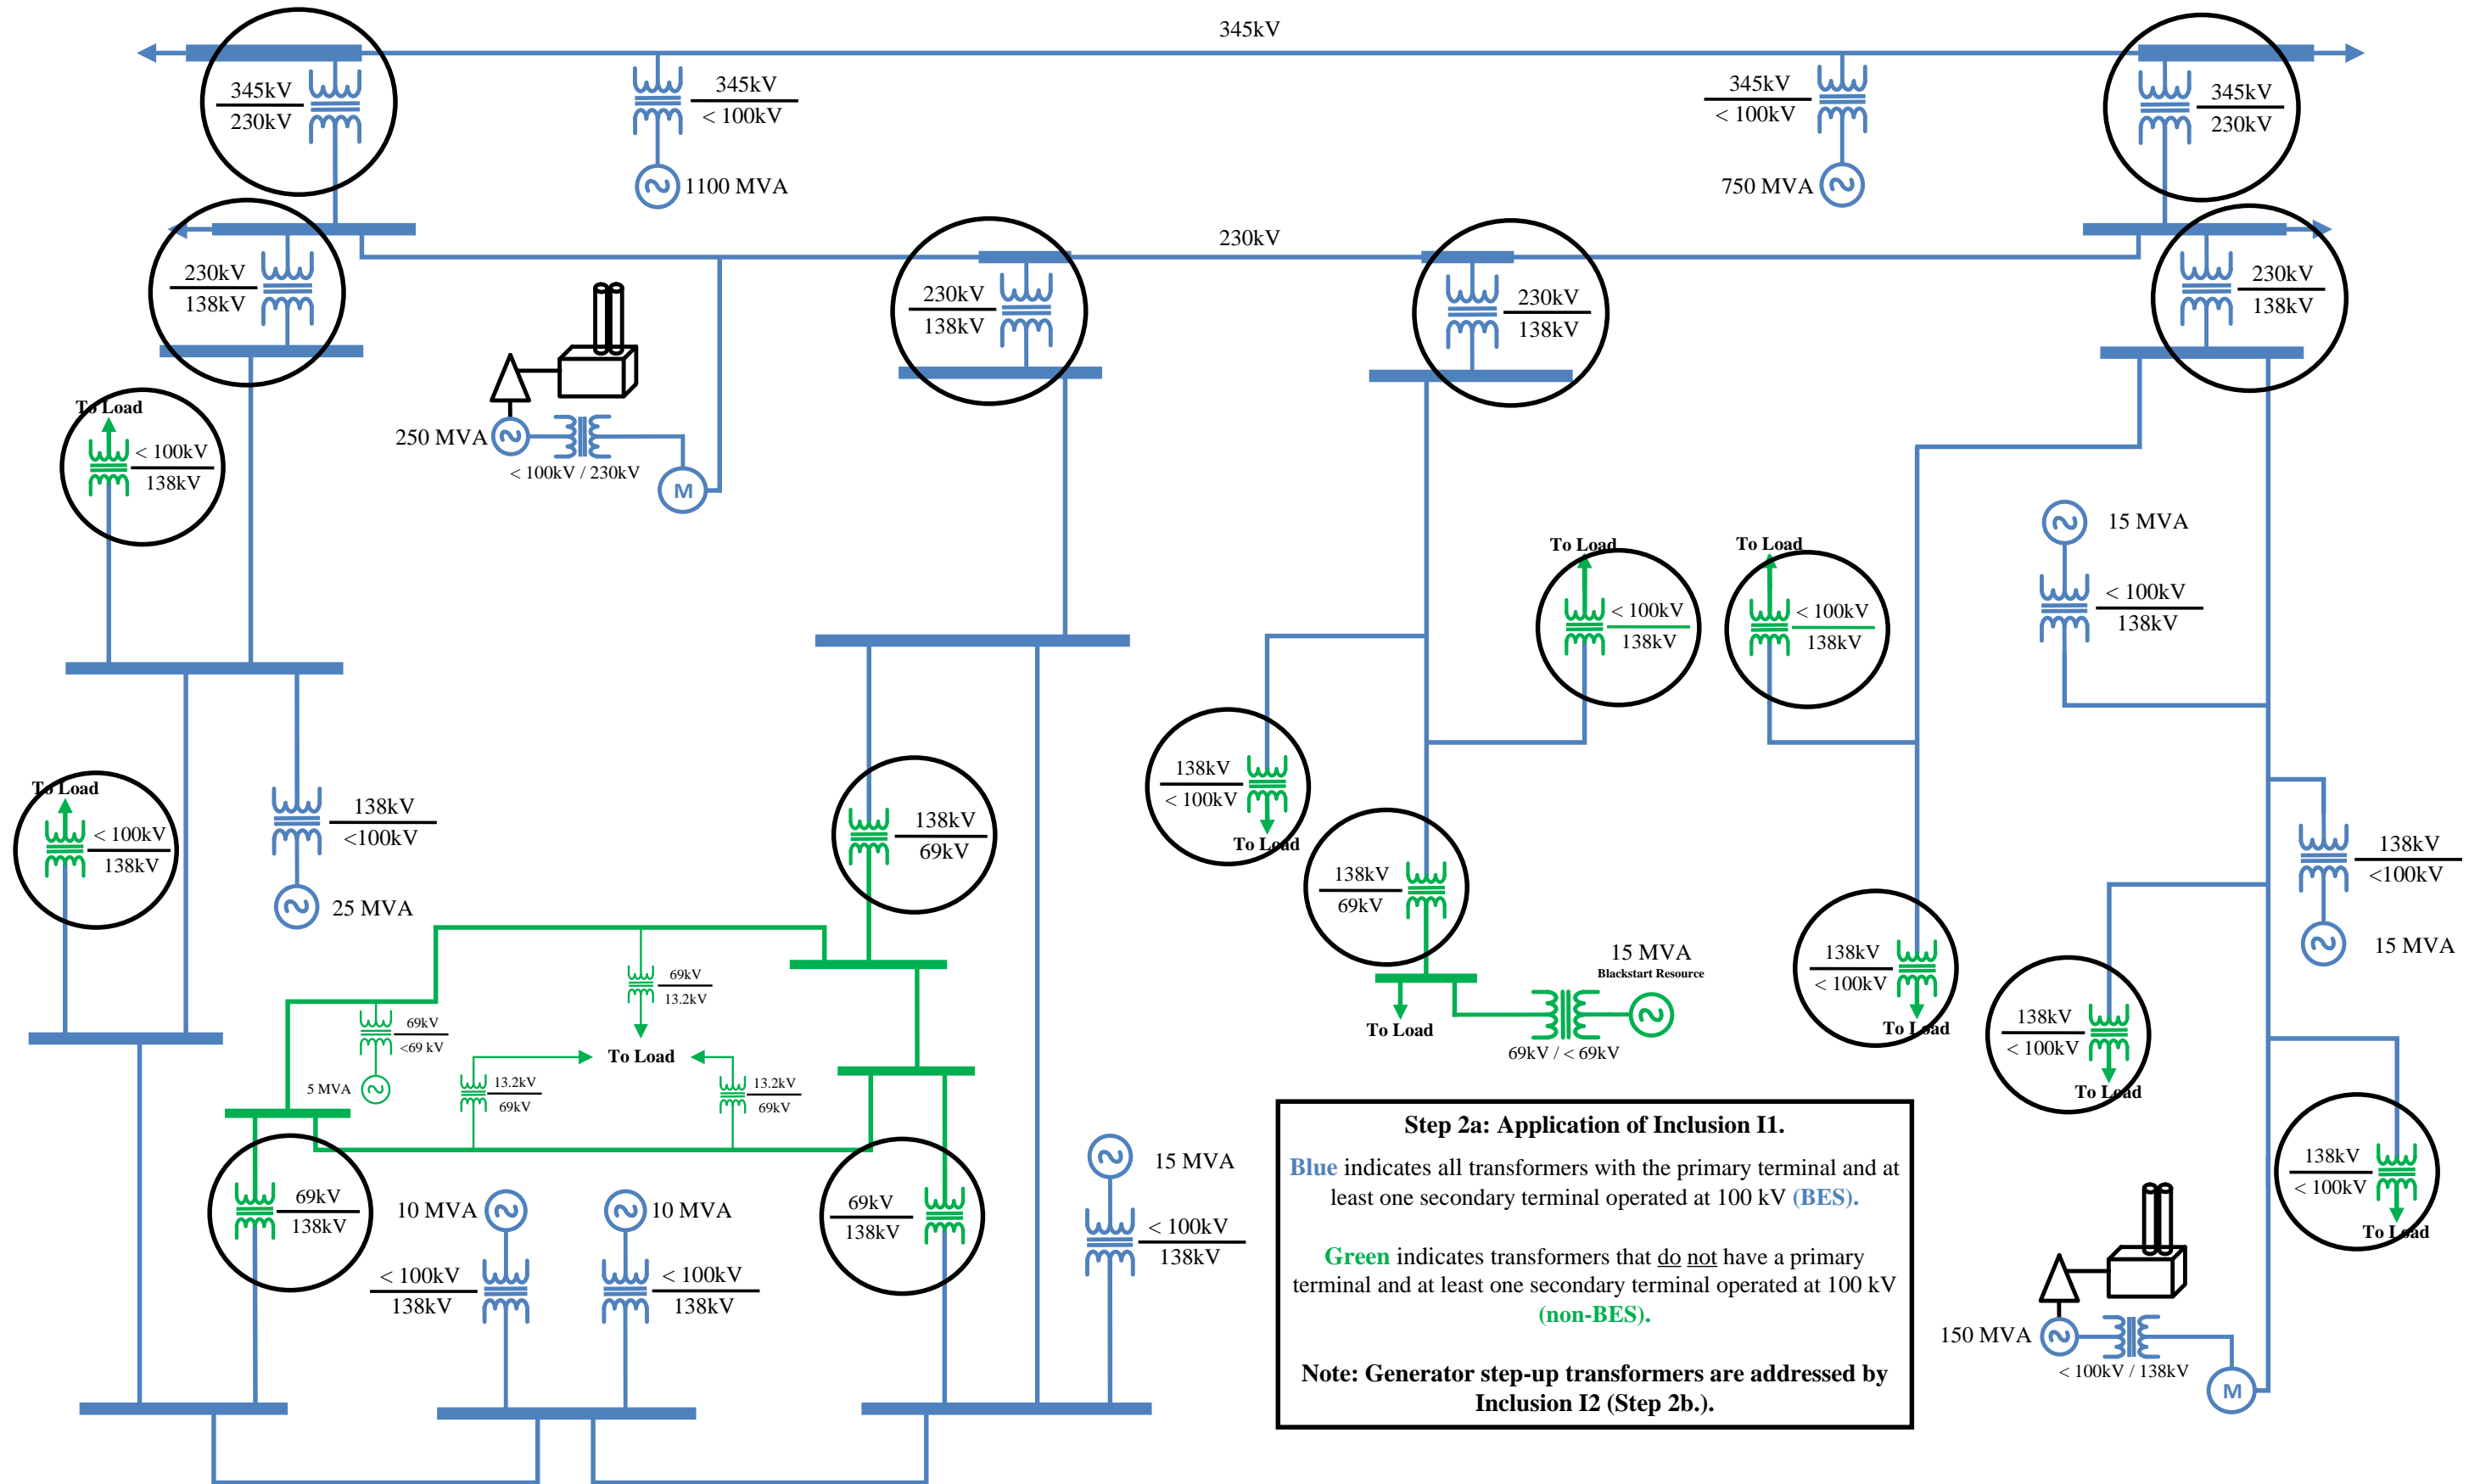 345kV
345kV
230kV
345kV
< 100kV
1100 MVA
345kV
< 100kV
750 MVA
345kV
230kV
230kV
230kV
138kV
230kV
138kV
230kV
138kV
230kV
138kV
To Load
< 100kV
138kV
250 MVA
< 100kV / 230kV
M
15 MVA
< 100kV
138kV
To Load
< 100kV
138kV
To Load
< 100kV
138kV
To Load
< 100kV
138kV
138kV
<100kV
25 MVA
138kV
69kV
138kV
< 100kV
To Load
138kV
69kV
138kV
<100kV
15 MVA
15 MVA
Blackstart Resource
To Load
69kV / < 69kV
138kV
< 100kV
To Load
138kV
< 100kV
To Load
69kV
13.2kV
69kV
<69 kV
5 MVA
To Load
13.2kV
69kV
13.2kV
69kV
69kV
138kV
10 MVA
< 100kV
138kV
10 MVA
< 100kV
138kV
69kV
138kV
15 MVA
< 100kV
138kV
138kV
< 100kV
To Load
150 MVA
< 100kV / 138kV
M
Step 2a: Application of Inclusion I1.
Blue indicates all transformers with the primary terminal and at
least one secondary terminal operated at 100 kV (BES).
Green indicates transformers that do not have a primary
terminal and at least one secondary terminal operated at 100 kV
(non-BES).
Note: Generator step-up transformers are addressed by
Inclusion I2 (Step 2b.).